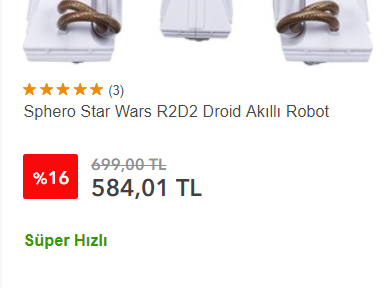 (3)
Sphero Star Wars R2D2 Droid Akıllı Robot
%16
699,00 TL
584,01 TL
Süper Hızlı